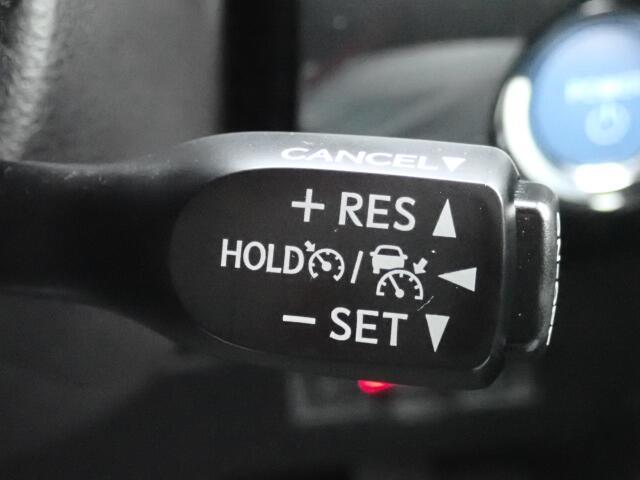 CANCEL▼
+ RES ▲
HOLD / ◀
− SET ▼